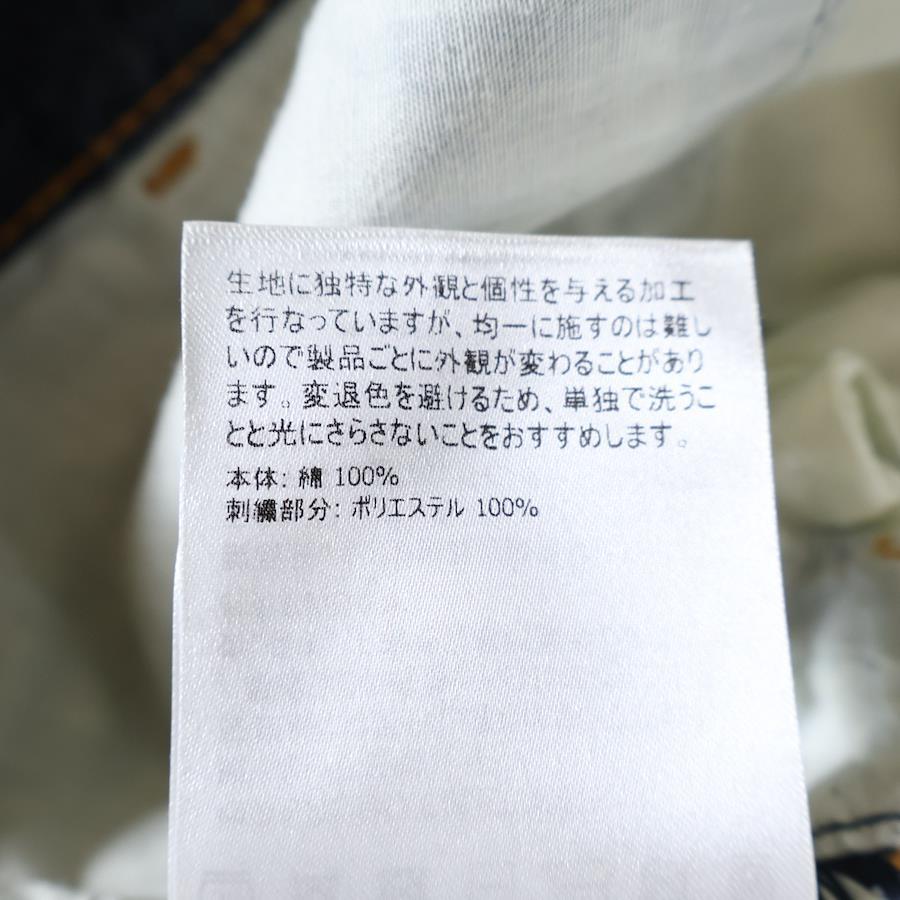 生地に独特な外観と個性を与える加工
を行なっていますが、均一に施すのは難し
いので製品ごとに外観が変わることがあり
ます。変退色を避けるため、単独で洗うこ
とと光にさらさないことをおすすめします。
本体: 綿 100%
刺繍部分: ポリエステル 100%